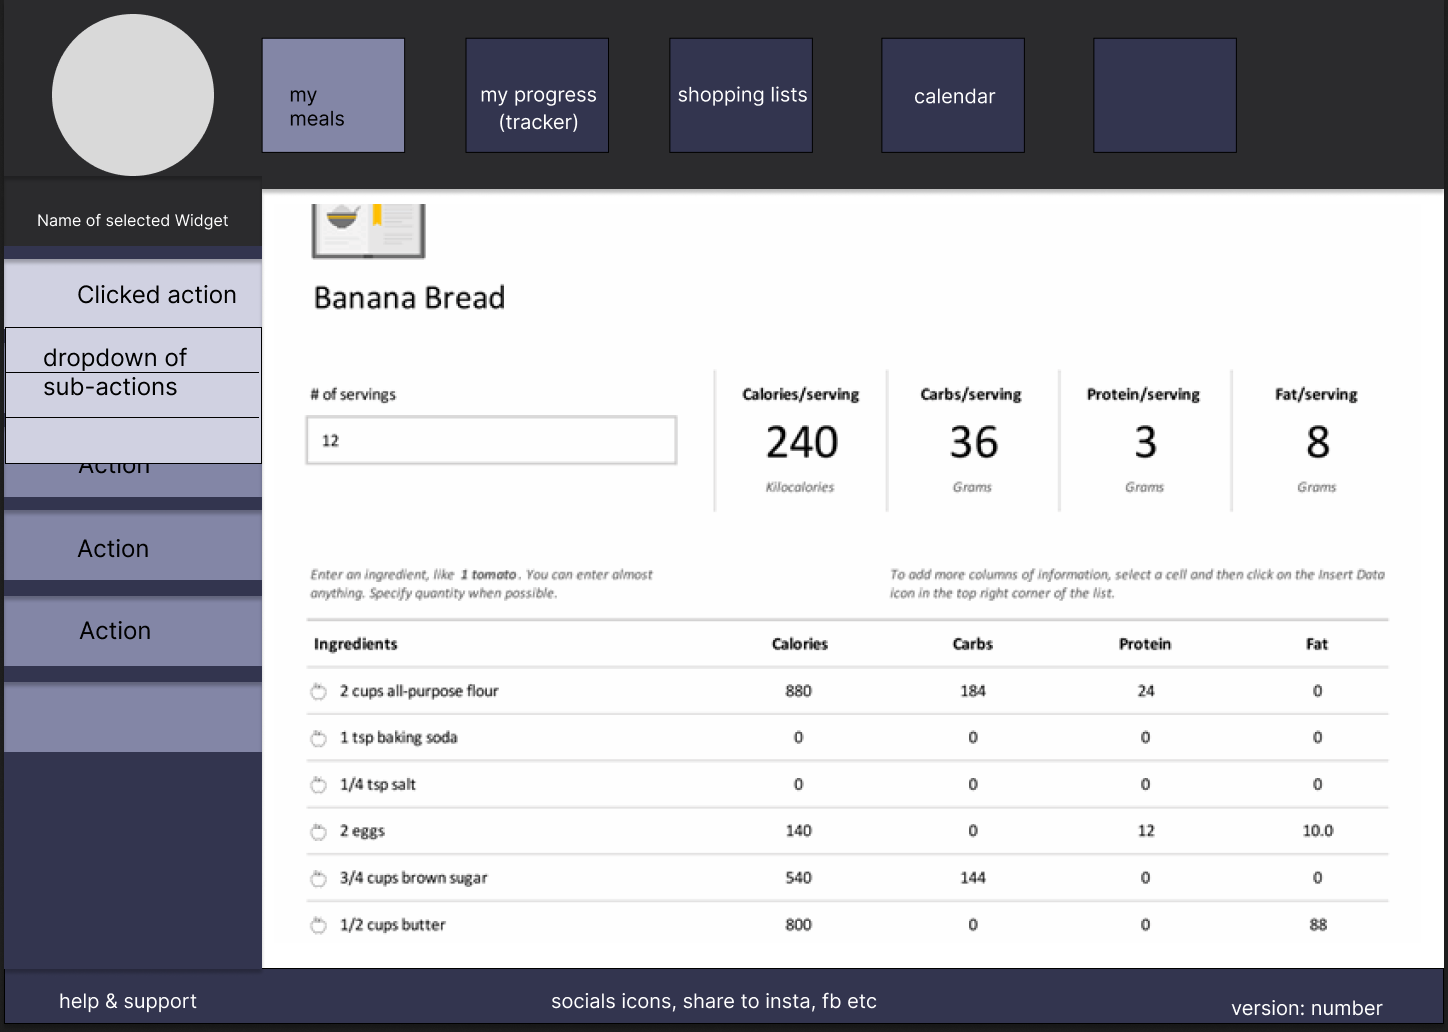 my
meals
my progress
(tracker)
shopping lists
calendar
Name of selected Widget
Clicked action
dropdown of
sub-actions
Action
Action
Action
Banana Bread
# of servings
12
Calories/serving
240
Kilocalories
Carbs/serving
36
Grams
Protein/serving
3
Grams
Fat/serving
8
Grams
Enter an ingredient, like 1 tomato . You can enter almost
anything. Specify quantity when possible.
To add more columns of information, select a cell and then click on the Insert Data
icon in the top right corner of the list.
Ingredients Calories Carbs Protein Fat
2 cups all-purpose flour 880 184 24 0
1 tsp baking soda 0 0 0 0
1/4 tsp salt 0 0 0 0
2 eggs 140 0 12 10.0
3/4 cups brown sugar 540 144 0 0
1/2 cups butter 800 0 0 88
help & support
socials icons, share to insta, fb etc
version: number